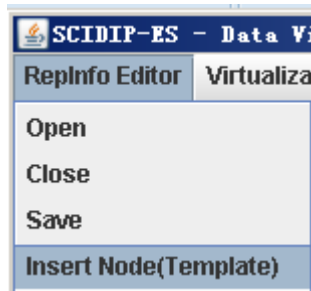 SCIDIP-ES - Data Vi
RepInfo Editor Virtualiza
Open
Close
Save
Insert Node(Template)